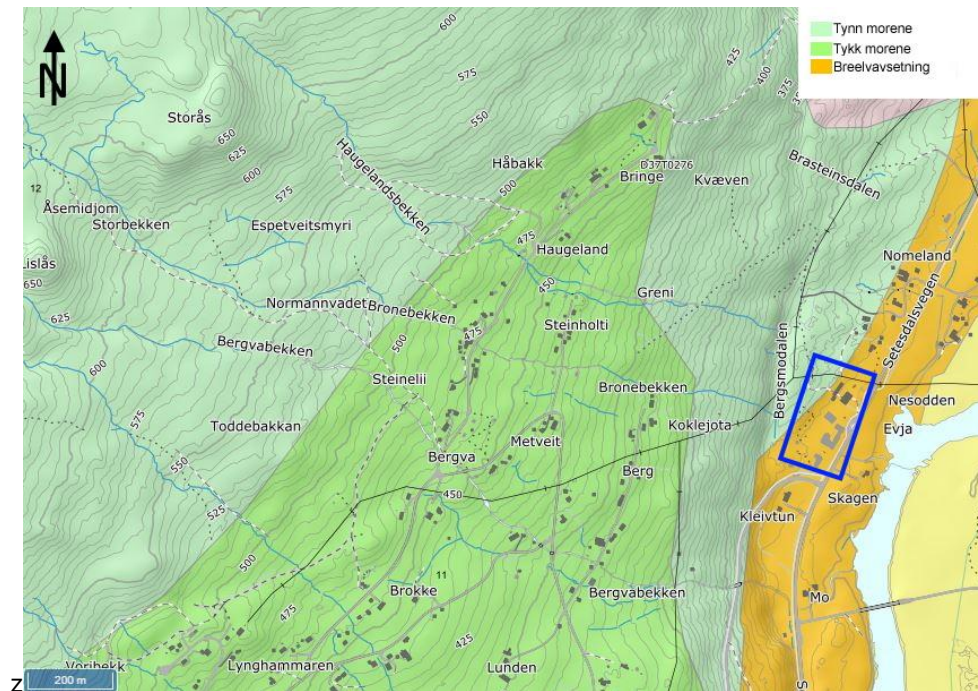 Tynn morene
Tykk morene
Breelvavsetning
N
600
425
400
375
575
550
Storås
650
625
600
575
Håbakk
500
D37T0276
Bringe
Kvæven
Brasteinsdalen
Haugelandsbekken
12
Åsemidjom
Storbekken
Espetveitsmyri
475
Haugeland
Nomeland
Lislås
650
450
Greni
Setesdalsvegen
Normannvadet
Bronebekken
625
475
Steinholti
Bergvabekken
500
600
Steinelii
Bronebekken
Bergsmodalen
Nesodden
575
Toddebakkan
Metveit
Koklejota
Evja
550
Bergva
Berg
525
450
Skagen
Kleivtun
500
11
Brokke
Bergvabekken
Mo
475
425
Voribekk
Lynghammaren
Lunden
S
z
200 m